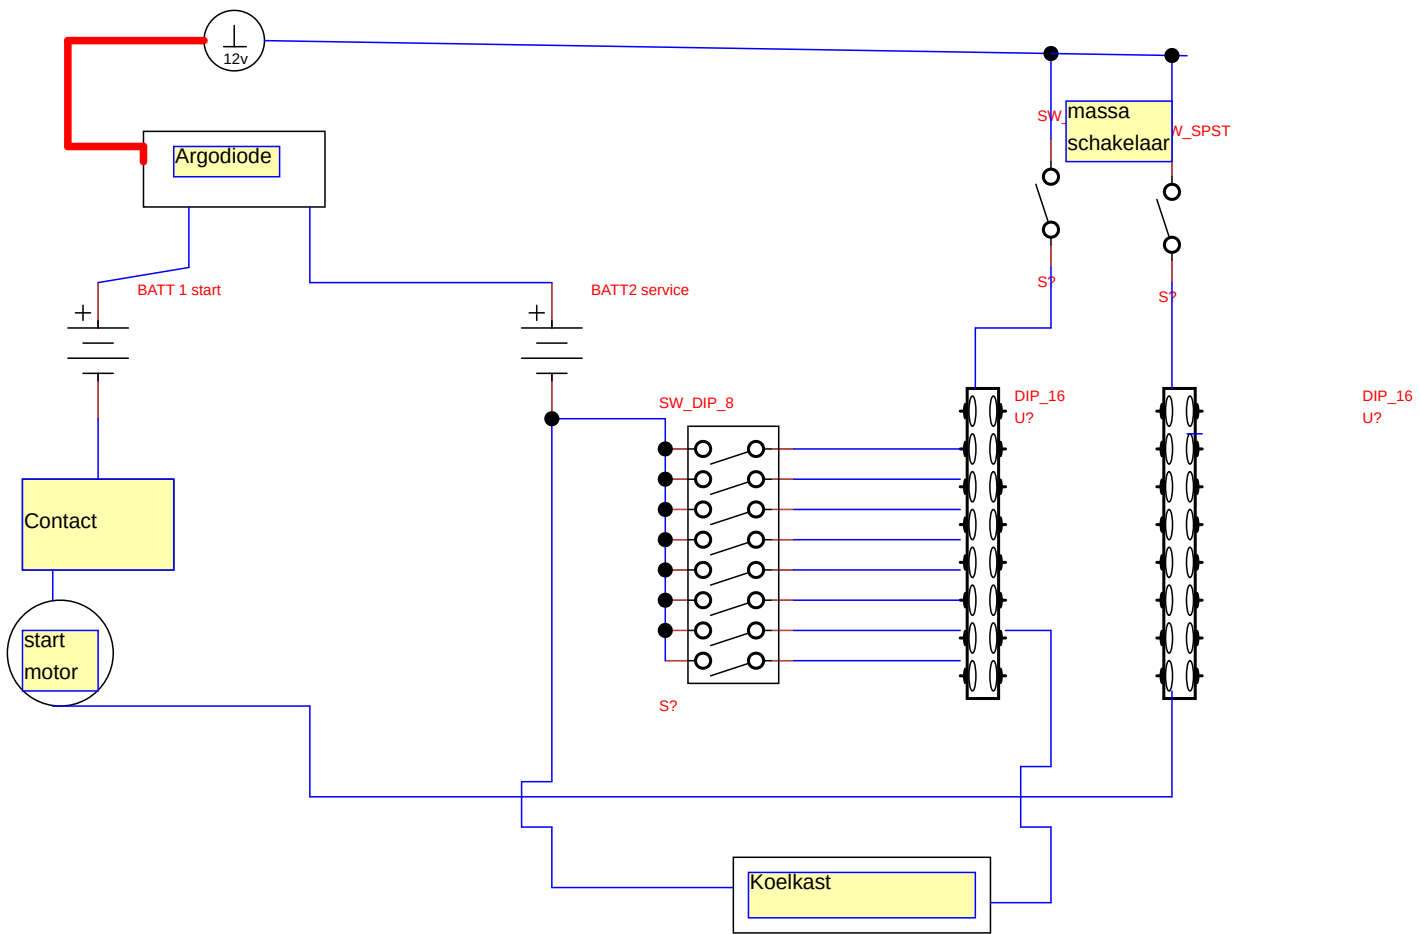 12v
Argodiode
SW_
massa
schakelaar
W_SPST
BATT 1 start
BATT2 service
S?
S?
SW_DIP_8
DIP_16
U?
DIP_16
U?
Contact
start
motor
S?
Koelkast